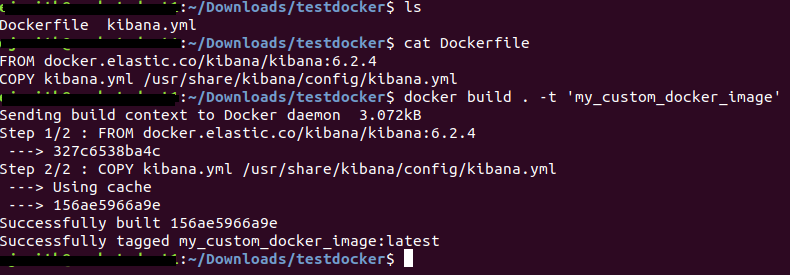 :~/Downloads/testdocker$ ls
Dockerfile  kibana.yml
:~/Downloads/testdocker$ cat Dockerfile
FROM docker.elastic.co/kibana/kibana:6.2.4
COPY kibana.yml /usr/share/kibana/config/kibana.yml
:~/Downloads/testdocker$ docker build . -t 'my_custom_docker_image'
Sending build context to Docker daemon  3.072kB
Step 1/2 : FROM docker.elastic.co/kibana/kibana:6.2.4
 ---> 327c6538ba4c
Step 2/2 : COPY kibana.yml /usr/share/kibana/config/kibana.yml
 ---> Using cache
 ---> 156ae5966a9e
Successfully built 156ae5966a9e
Successfully tagged my_custom_docker_image:latest
:~/Downloads/testdocker$